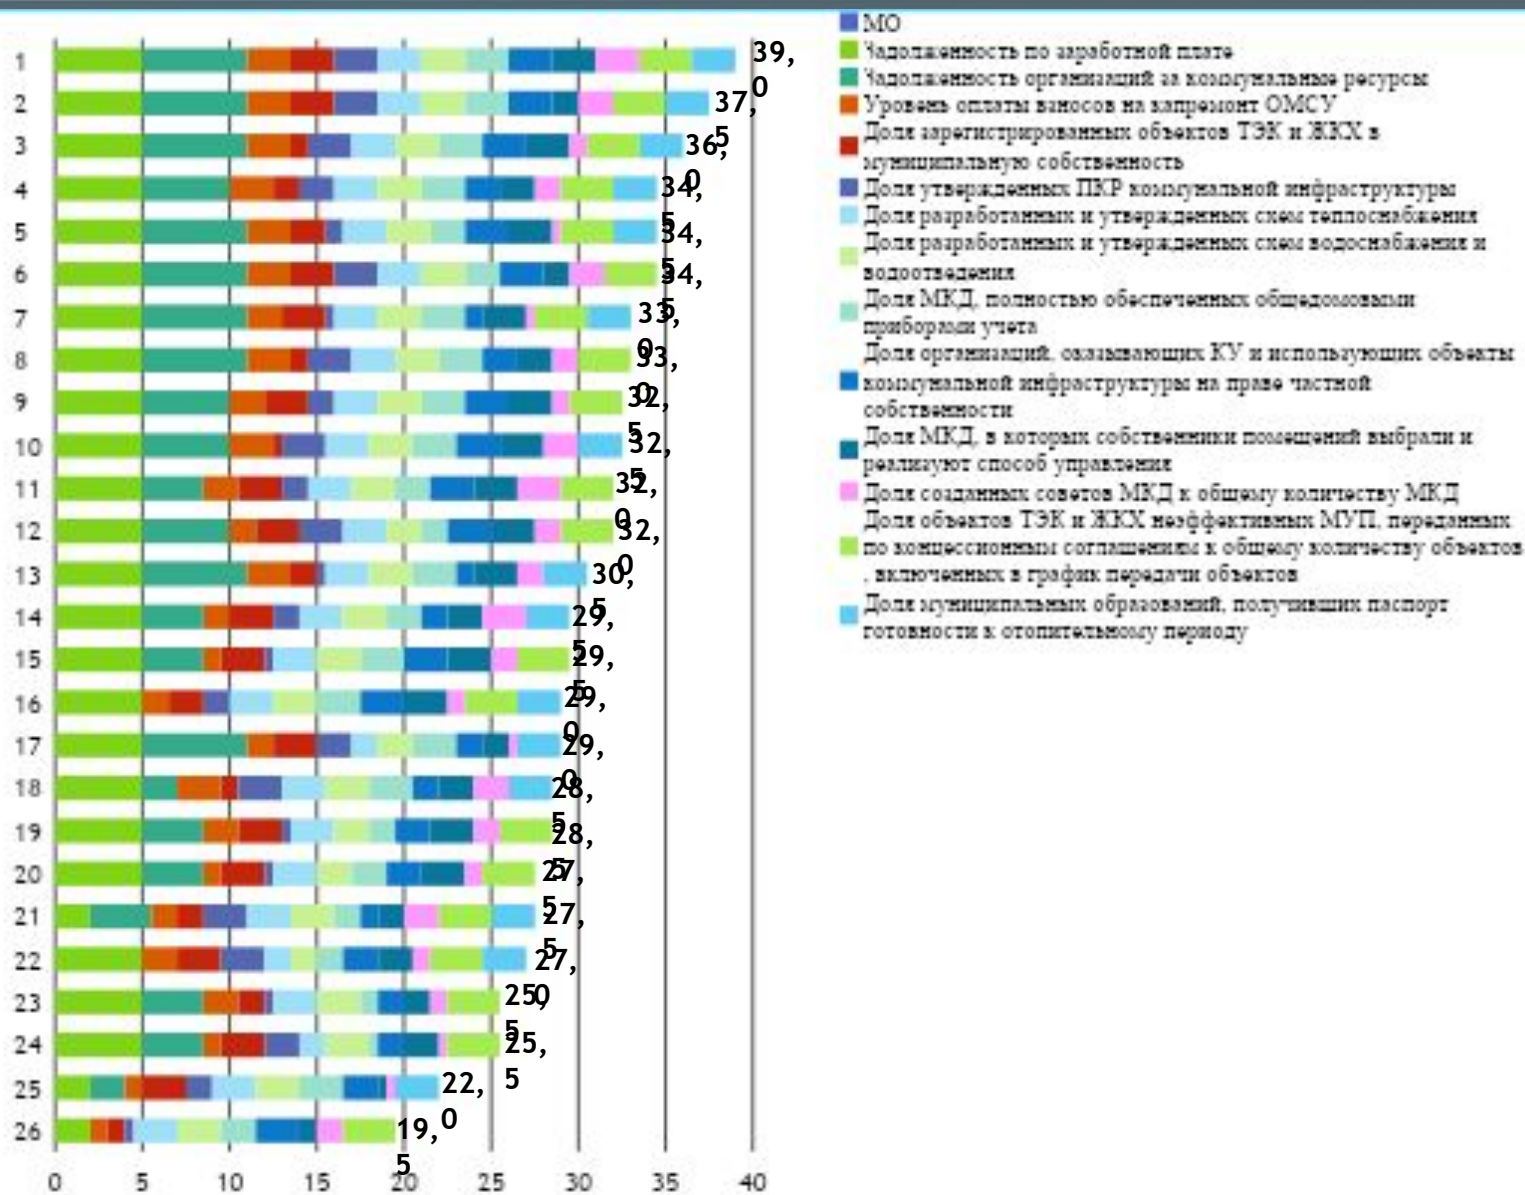 МО
Задолженность по заработной плате
Задолженность организаций за коммунальные ресурсы
Уровень оплаты взносов на капремонт ОМСУ
Доля зарегистрированных объектов ТЭК и ЖКХ в
муниципальную собственность
Доля утвержденных ПКР коммунальной инфраструктуры
Доля разработанных и утвержденных схем теплоснабжения
Доля разработанных и утвержденных схем водоснабжения и
водоотведения
Доля МКД, полностью обеспеченных общедомовыми
приборами учета
Доля организаций, оказывающих КУ и использующих объекты
коммунальной инфраструктуры на праве частной
собственности
Доля МКД, в которых собственники помещений выбрали и
реализуют способ управления
Доля созданных советов МКД к общему количеству МКД
Доля объектов ТЭК и ЖКХ неэффективных МУП, переданных
по концессионным соглашениям к общему количеству объектов
, включенных в график передачи объектов
Доля муниципальных образований, получивших паспорт
готовности к отопительному периоду
1 39,0
2 37,5
3 36,0
4 34,5
5 34,5
6 34,5
7 33,0
8 33,0
9 32,5
10 32,5
11 32,0
12 32,0
13 30,5
14 29,5
15 29,5
16 29,0
17 29,0
18 28,5
19 28,5
20 27,5
21 27,5
22 27,0
23 25,5
24 25,5
25 22,0
26 19,5
0 5 10 15 20 25 30 35 40